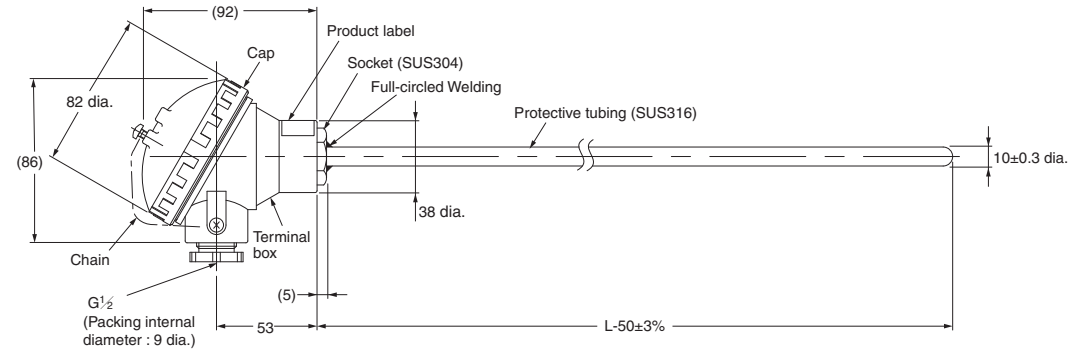 (92)
Product label
Cap
Socket (SUS304)
Full-circled Welding
82 dia.
Protective tubing (SUS316)
(86)
10±0.3 dia.
38 dia.
Terminal
box
Chain
(5)
G½
(Packing internal
diameter : 9 dia.)
53
L-50±3%